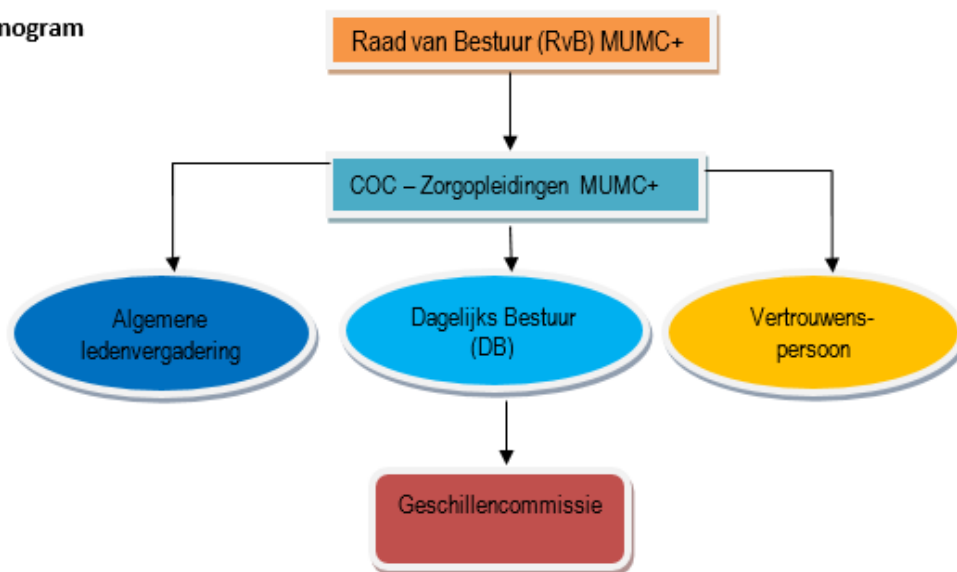 nogram
Raad van Bestuur (RvB) MUMC+
COC – Zorgopleidingen MUMC+
Algemene
ledenvergadering
Dagelijks Bestuur
(DB)
Vertrouwens-
persoon
Geschillencommissie